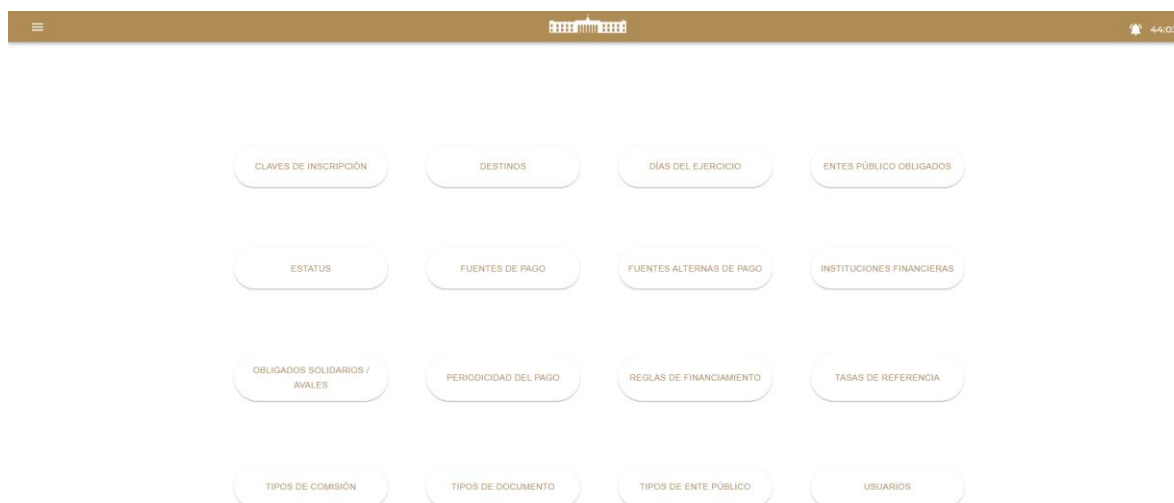 44:03
CLAVES DE INSCRIPCIÓN
DESTINOS
DÍAS DEL EJERCICIO
ENTES PÚBLICO OBLIGADOS
ESTATUS
FUENTES DE PAGO
FUENTES ALTERNAS DE PAGO
INSTITUCIONES FINANCIERAS
OBLIGADOS SOLIDARIOS /
AVALES
PERIODICIDAD DEL PAGO
REGLAS DE FINANCIAMIENTO
TASAS DE REFERENCIA
TIPOS DE COMISIÓN
TIPOS DE DOCUMENTO
TIPOS DE ENTE PÚBLICO
USUARIOS